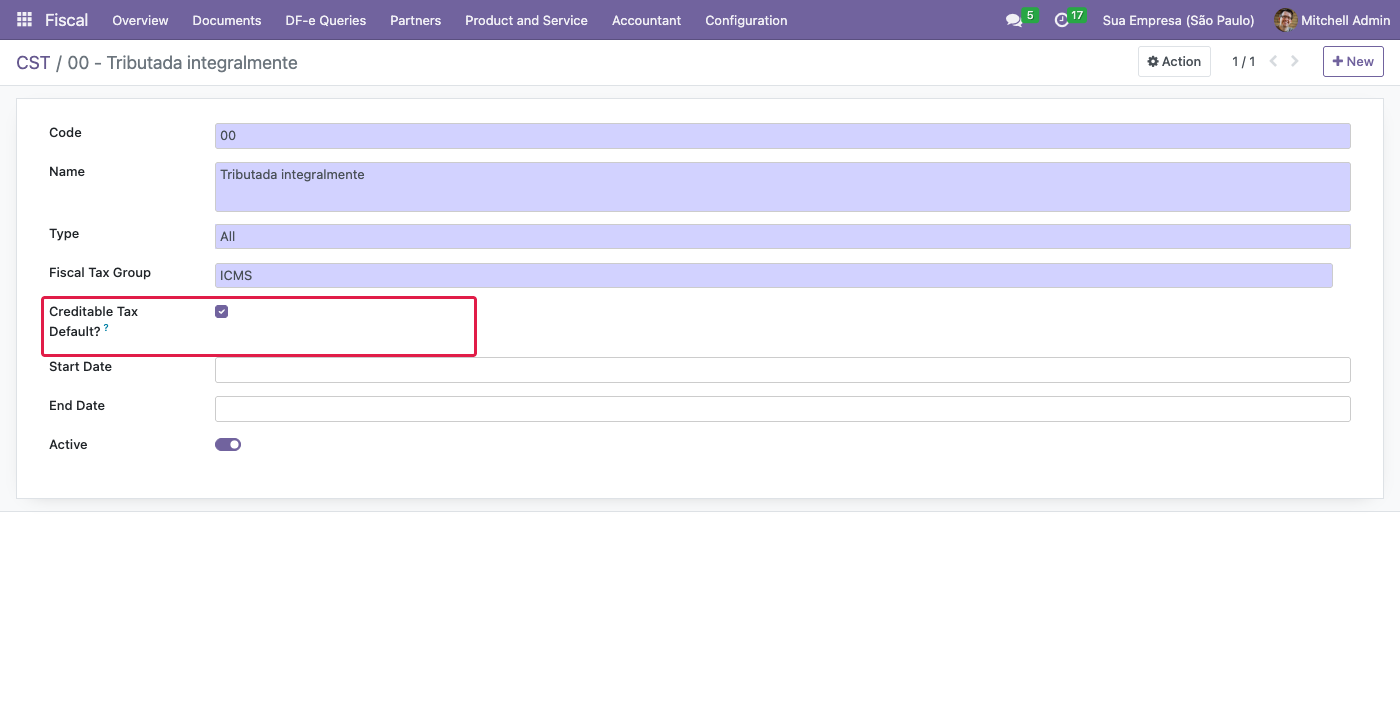 Fiscal Overview Documents DF-e Queries Partners Product and Service Accountant Configuration 5 17 Sua Empresa (São Paulo) Mitchell Admin
CST / 00 - Tributada integralmente Action 1 / 1 New
Code 00
Name Tributada integralmente
Type All
Fiscal Tax Group ICMS
Creditable Tax
Default? ?
Start Date
End Date
Active